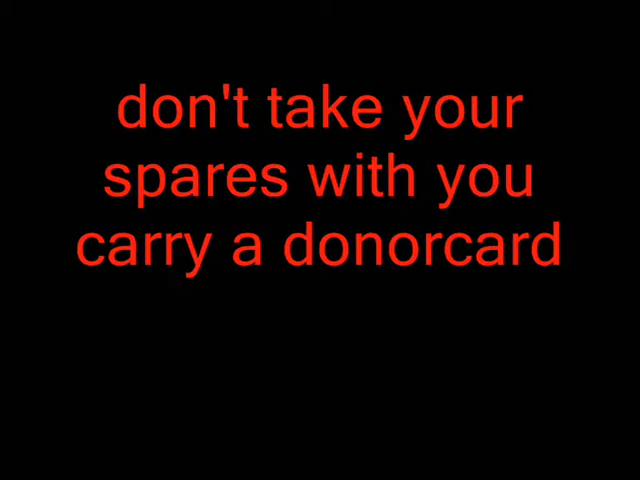 don't take your
spares with you
carry a donorcard